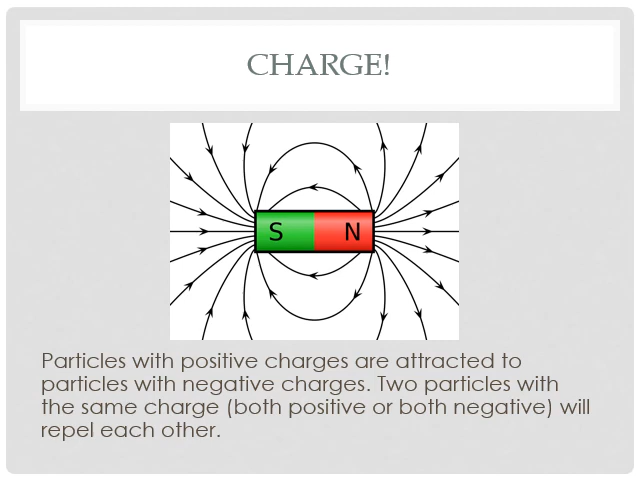 CHARGE!
S N
Particles with positive charges are attracted to
particles with negative charges. Two particles with
the same charge (both positive or both negative) will
repel each other.